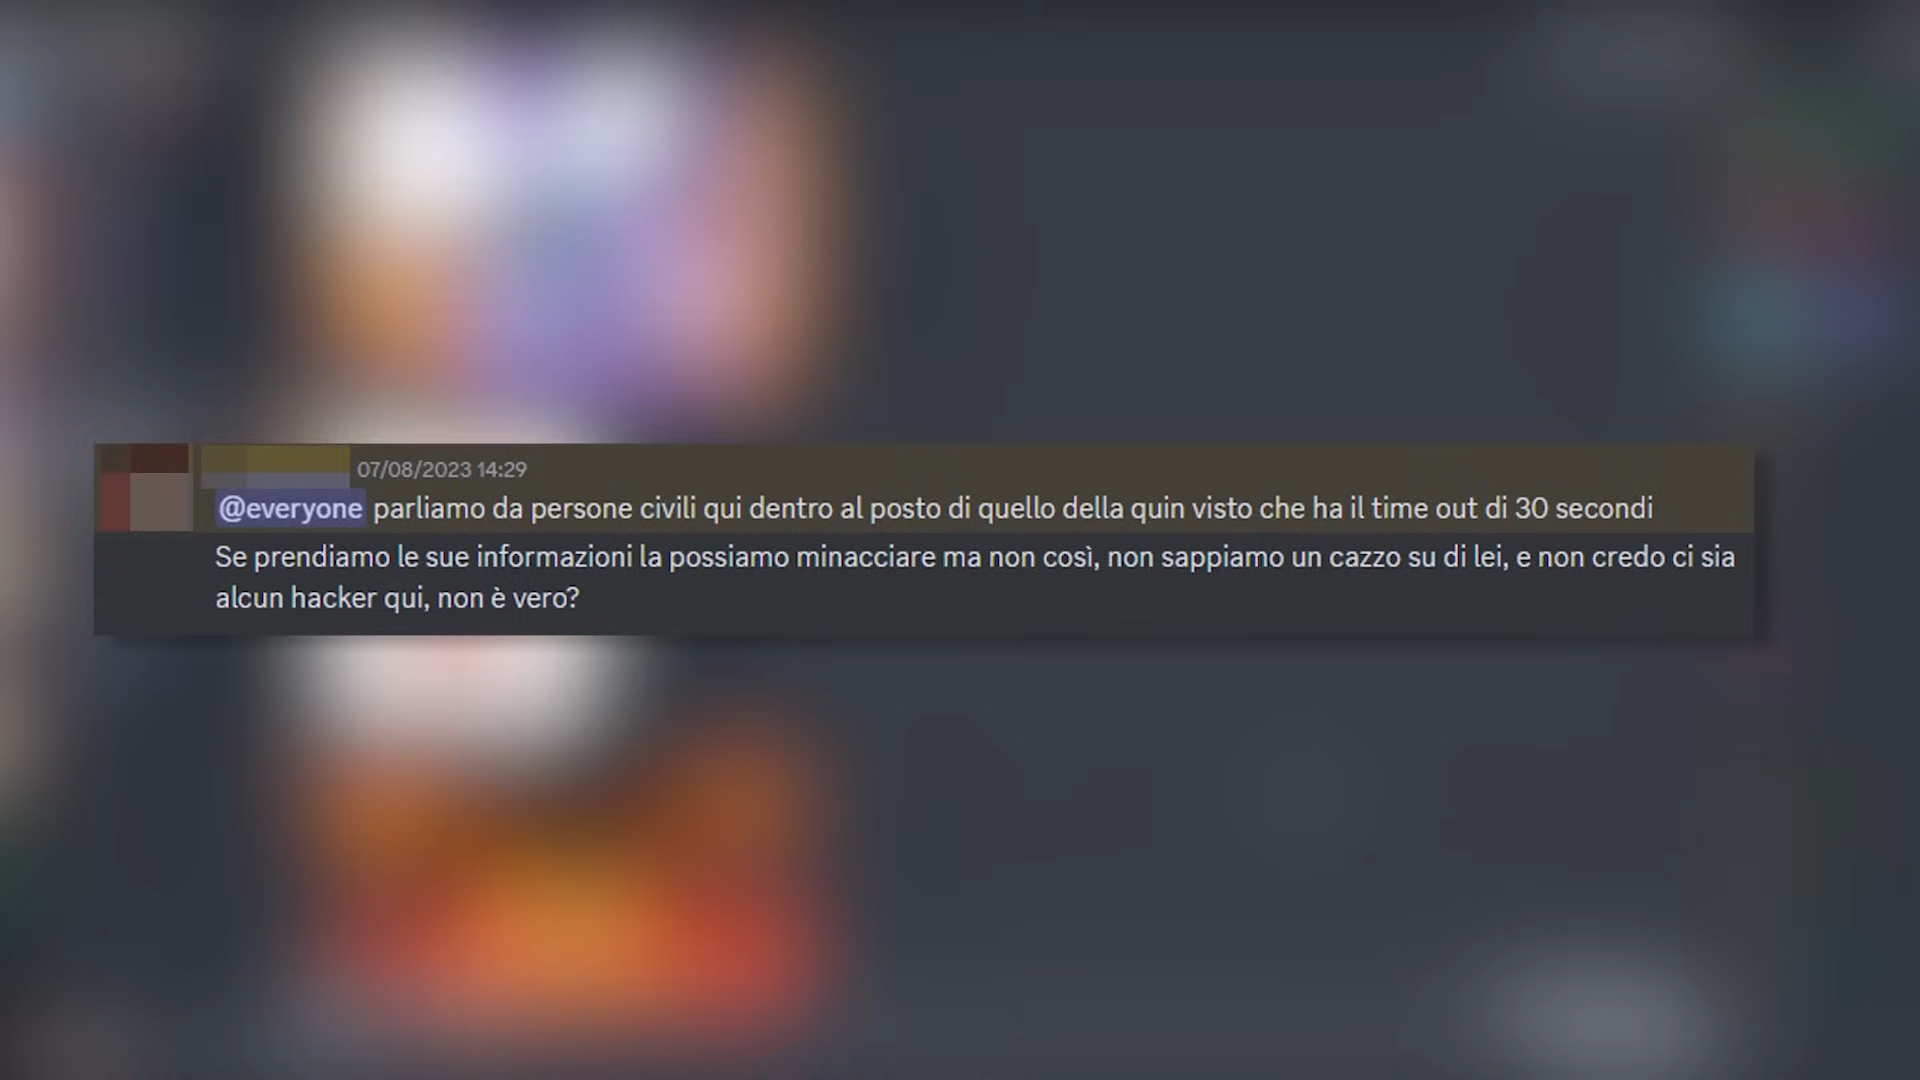 07/08/2023 14:29
@everyone parliamo da persone civili qui dentro al posto di quello della quin visto che ha il time out di 30 secondi
Se prendiamo le sue informazioni la possiamo minacciare ma non così, non sappiamo un cazzo su di lei, e non credo ci sia
alcun hacker qui, non è vero?